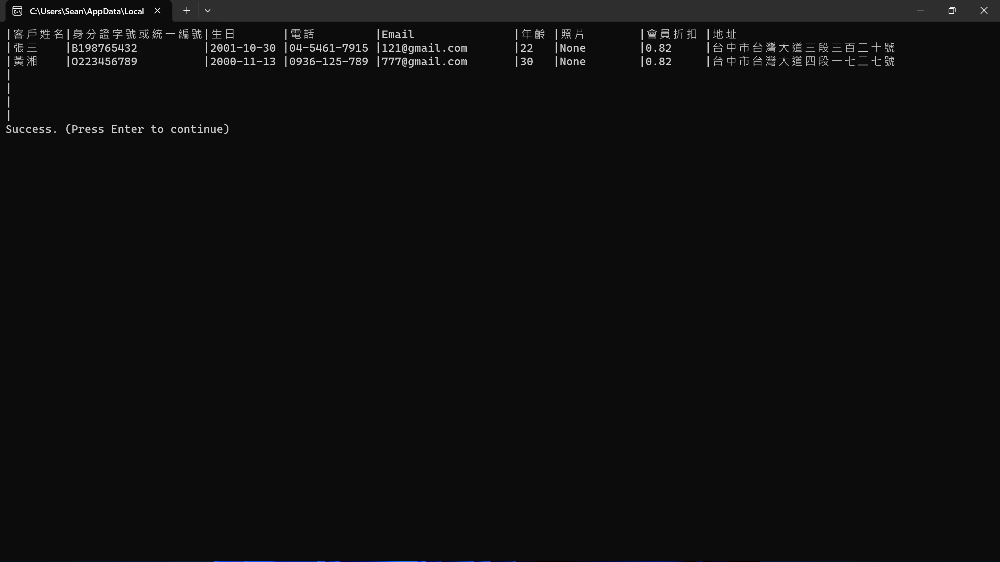 C:\Users\Sean\AppData\Local
|客戶姓名|身分證字號或統一編號|生日 |電話 |Email |年齡 |照片 |會員折扣 |地址
|張三 |B198765432 |2001-10-30 |04-5461-7915 |121@gmail.com |22 |None |0.82 |台中市台灣大道三段三百二十號
|黃湘 |O223456789 |2000-11-13 |0936-125-789 |777@gmail.com |30 |None |0.82 |台中市台灣大道四段一七二七號
|
|
|
|
Success. (Press Enter to continue)